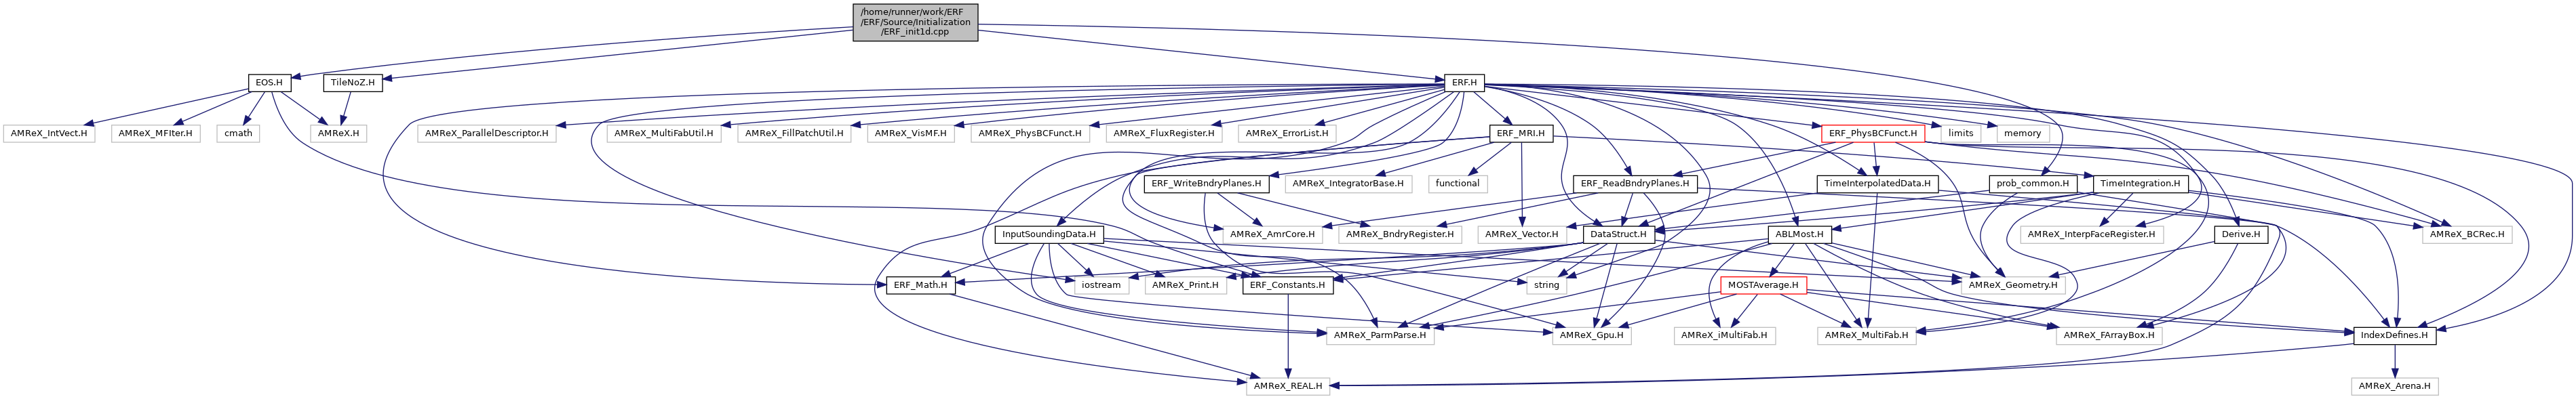 /home/runner/work/ERF
/ERF/Source/Initialization
/ERF_init1d.cpp
EOS.H
TileNoZ.H
ERF.H
AMReX_IntVect.H
AMReX_MFIter.H
cmath
AMReX.H
AMReX_ParallelDescriptor.H
AMReX_MultiFabUtil.H
AMReX_FillPatchUtil.H
AMReX_VisMF.H
AMReX_PhysBCFunct.H
AMReX_FluxRegister.H
AMReX_ErrorList.H
ERF_MRI.H
ERF_PhysBCFunct.H
limits
memory
ERF_WriteBndryPlanes.H
AMReX_IntegratorBase.H
functional
ERF_ReadBndryPlanes.H
TimeInterpolatedData.H
prob_common.H
TimeIntegration.H
InputSoundingData.H
AMReX_AmrCore.H
AMReX_BndryRegister.H
AMReX_Vector.H
DataStruct.H
ABLMost.H
AMReX_InterpFaceRegister.H
Derive.H
AMReX_BCRec.H
ERF_Math.H
iostream
AMReX_Print.H
ERF_Constants.H
string
MOSTAverage.H
AMReX_Geometry.H
AMReX_ParmParse.H
AMReX_Gpu.H
AMReX_iMultiFab.H
AMReX_MultiFab.H
AMReX_FArrayBox.H
IndexDefines.H
AMReX_REAL.H
AMReX_Arena.H